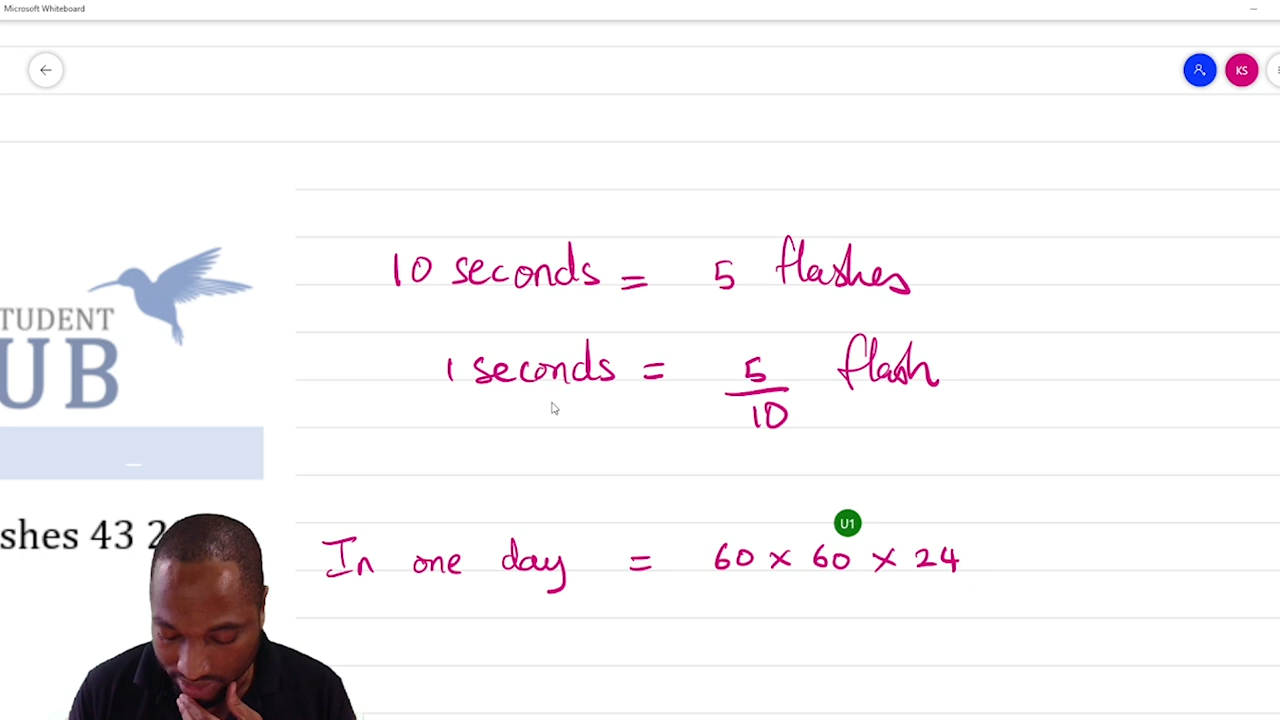 Microsoft Whiteboard
KS
10 seconds = 5 flashes
TUDENT
UB
1 seconds = 5/10 flash
shes 43 2
U1
In one day = 60 × 60 × 24